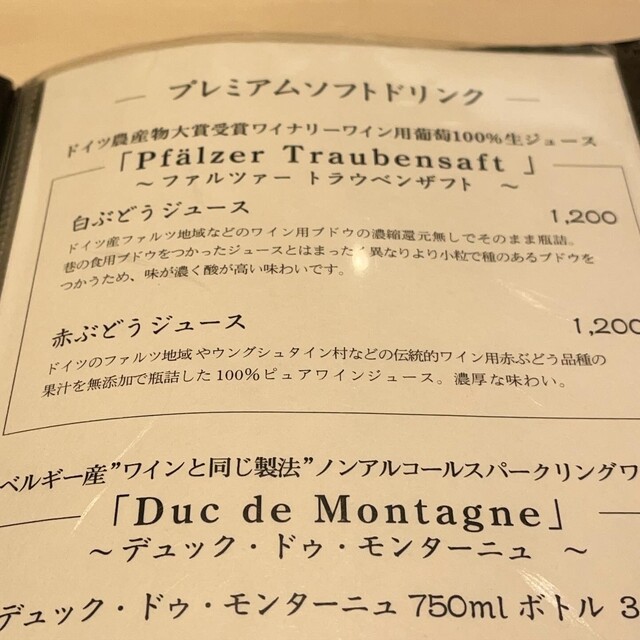 プレミアムソフトドリンク
ドイツ農産物大賞受賞ワイナリーワイン用葡萄100%生ジュース
「Pfälzer Traubensaft 」
～ファルツァー トラウベンザフト ～
白ぶどうジュース 1,200
ドイツ産ファルツ地域などのワイン用ブドウの濃縮還元無しでそのまま瓶詰。
巷の食用ブドウをつかったジュースとはまった 異なりより小粒で種のあるブドウを
つかうため、味が濃く酸が高い味わいです。
赤ぶどうジュース 1,200
ドイツのファルツ地域 やウングシュタイン村などの伝統的ワイン用赤ぶどう品種の
果汁を無添加で瓶詰した 100%ピュアワインジュース。濃厚な味わい。
ベルギー産"ワインと同じ製法"ノンアルコールスパークリングワ
「Duc de Montagne」
～デュック・ドゥ・モンターニュ ～
デュック・ドゥ・モンターニュ 750ml ボトル 3